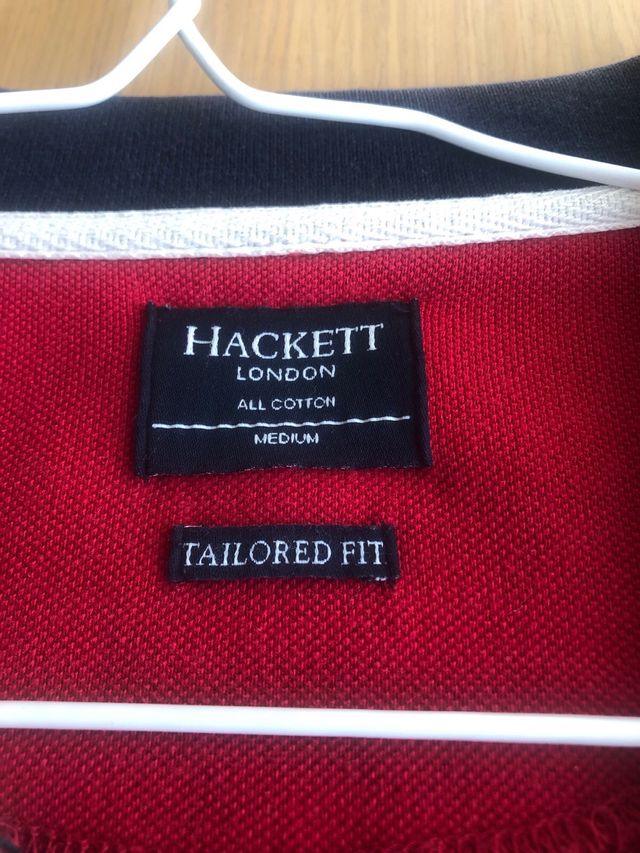 HACKETT
LONDON
ALL COTTON
MEDIUM
TAILORED FIT